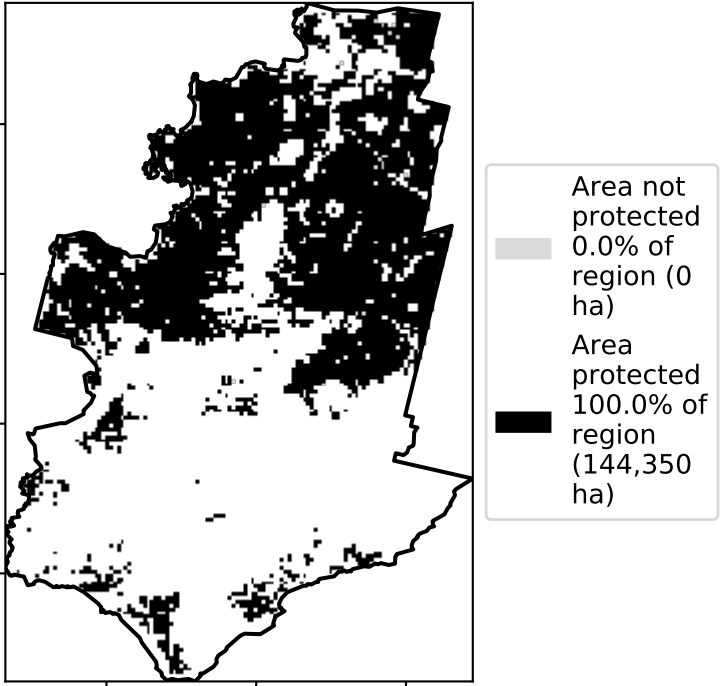 Area not
protected
0.0% of
region (0
ha)
Area
protected
100.0% of
region
(144,350
ha)